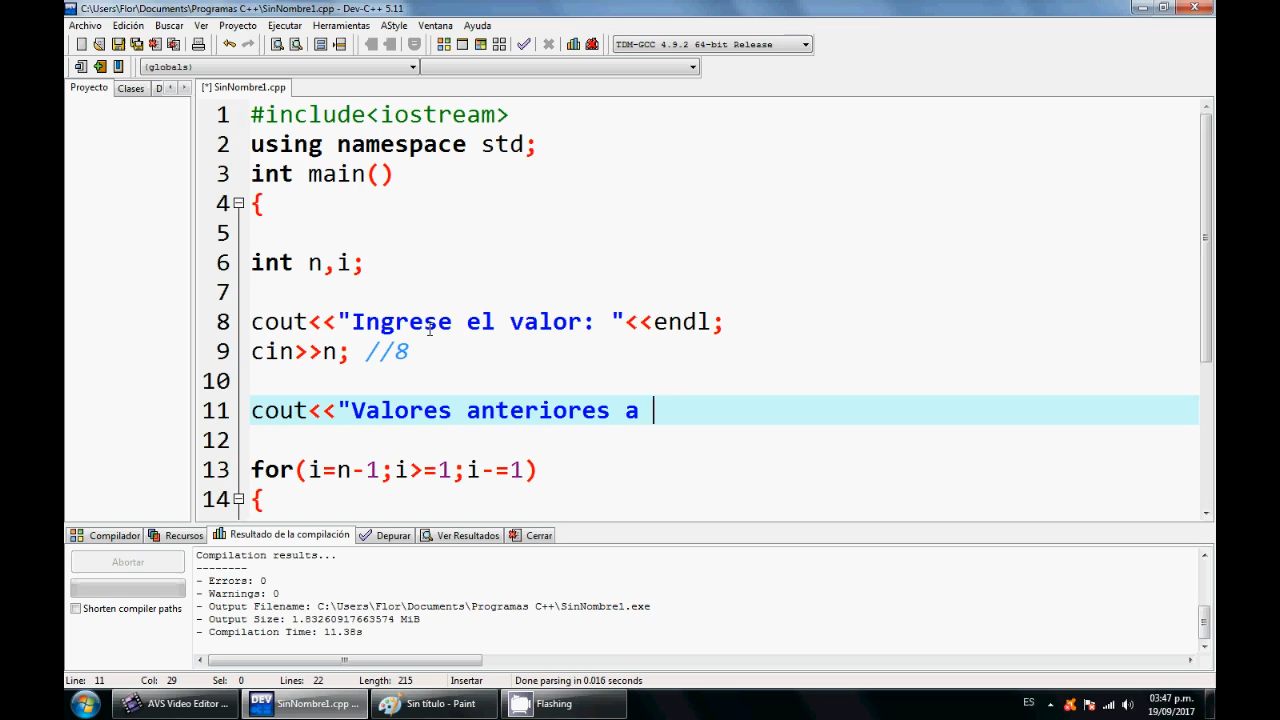 C:\Users\Flor\Documents\Programas C++\SinNombre1.cpp - Dev-C++ 5.11
Archivo Edición Buscar Ver Proyecto Ejecutar Herramientas AStyle Ventana Ayuda
TDM-GCC 4.9.2 64-bit Release
(globals)
Proyecto Clases D
[*] SinNombre1.cpp
1 #include<iostream>
2 using namespace std;
3 int main()
4 {
5
6 int n,i;
7
8 cout<<"Ingrese el valor: "<<endl;
9 cin>>n; //8
10
11 cout<<"Valores anteriores a
12
13 for(i=n-1;i>=1;i-=1)
14 {
Compilador Recursos Resultado de la compilación Depurar Ver Resultados Cerrar
Abortar
Shorten compiler paths
Compilation results...
--------
- Errors: 0
- Warnings: 0
- Output Filename: C:\Users\Flor\Documents\Programas C++\SinNombre1.exe
- Output Size: 1.83260917663574 MiB
- Compilation Time: 11.38s
Line: 11 Col: 29 Sel: 0 Lines: 22 Length: 215 Insertar Done parsing in 0.016 seconds
AVS Video Editor ... DEV SinNombre1.cpp ... Sin título - Paint Flashing ES 03:47 p.m.
19/09/2017